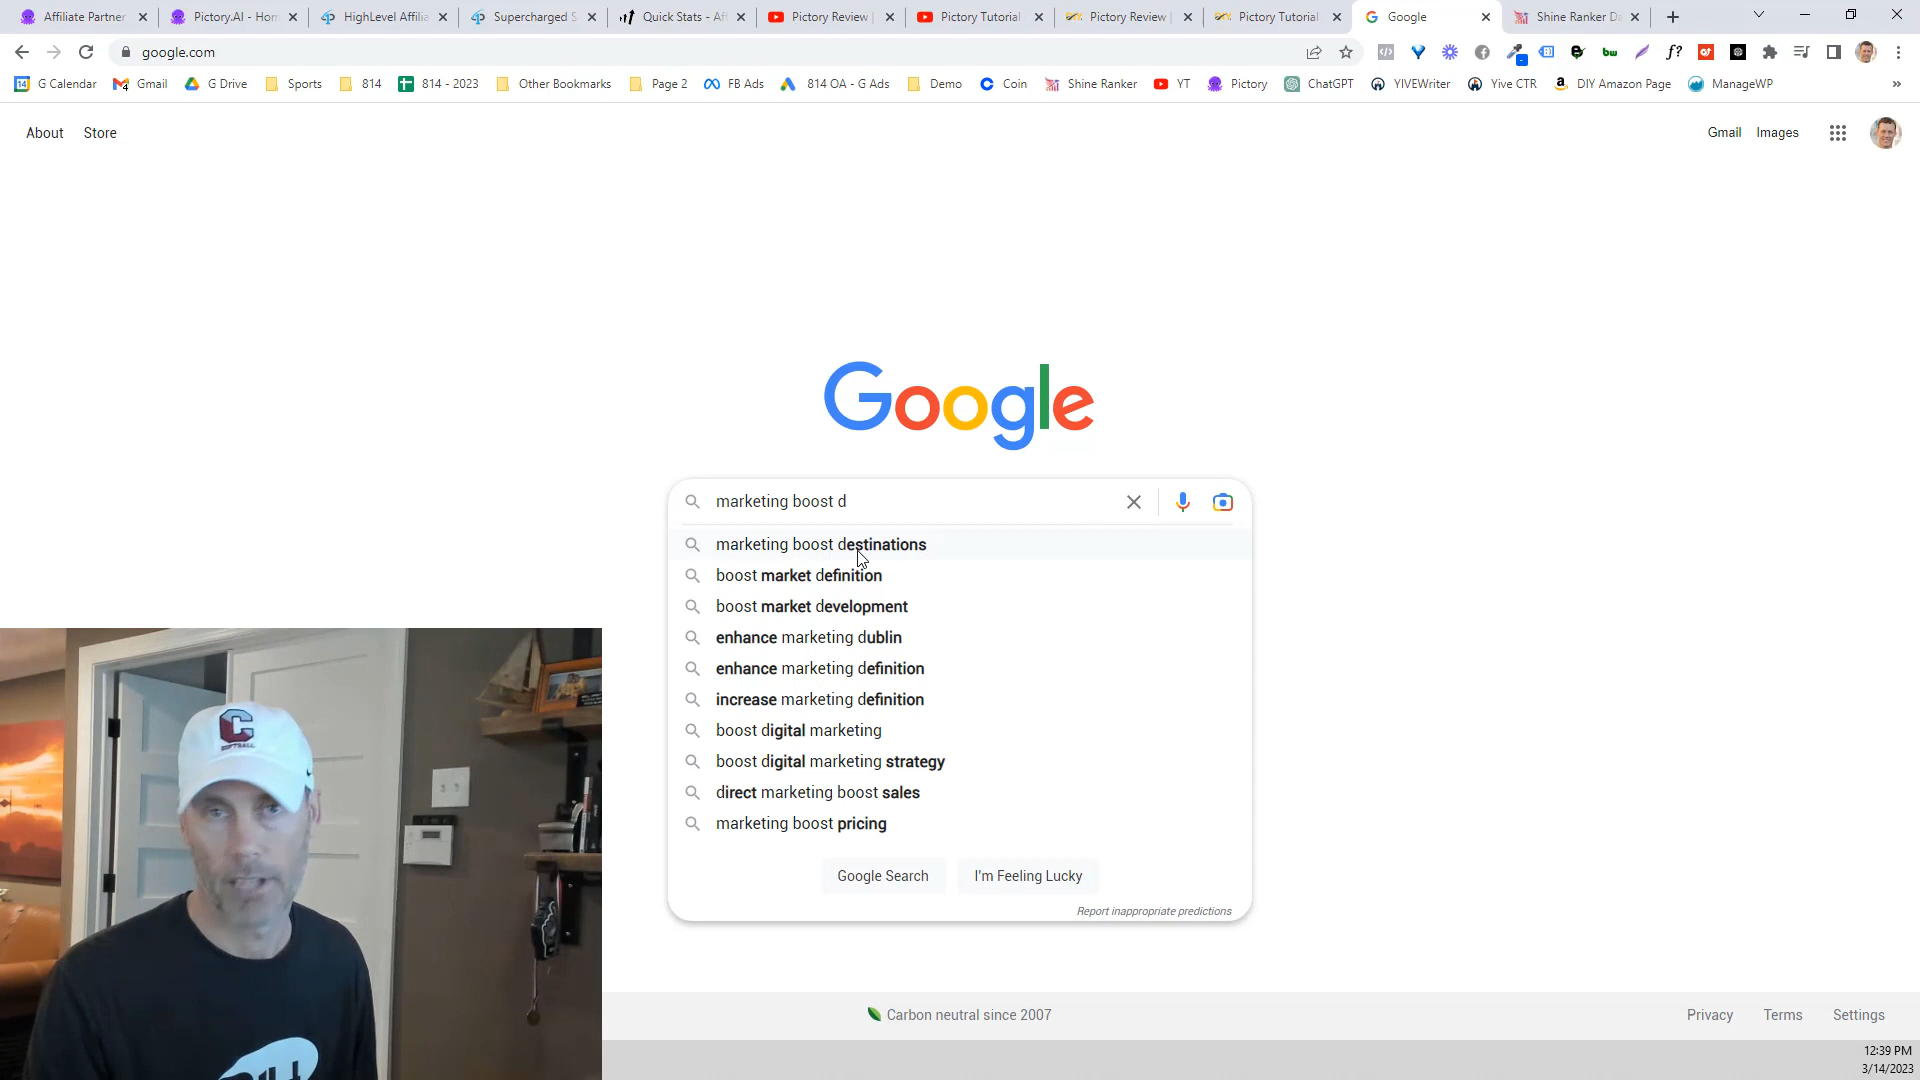 Affiliate Partner
Pictory.AI - Hom
HighLevel Affilia
Supercharged S
Quick Stats - Aff
Pictory Review |
Pictory Tutorial
Pictory Review |
Pictory Tutorial
Google
Shine Ranker Da
google.com
G Calendar
Gmail
G Drive
Sports
814
814 - 2023
Other Bookmarks
Page 2
FB Ads
814 OA - G Ads
Demo
Coin
Shine Ranker
YT
Pictory
ChatGPT
YIVEWriter
Yive CTR
DIY Amazon Page
ManageWP
About Store
Gmail Images
Google
marketing boost d
marketing boost destinations
boost market definition
boost market development
enhance marketing dublin
enhance marketing definition
increase marketing definition
boost digital marketing
boost digital marketing strategy
direct marketing boost sales
marketing boost pricing
Google Search I'm Feeling Lucky
Report inappropriate predictions
C
SOFTBALL
Carbon neutral since 2007
Privacy Terms Settings
12:39 PM
3/14/2023